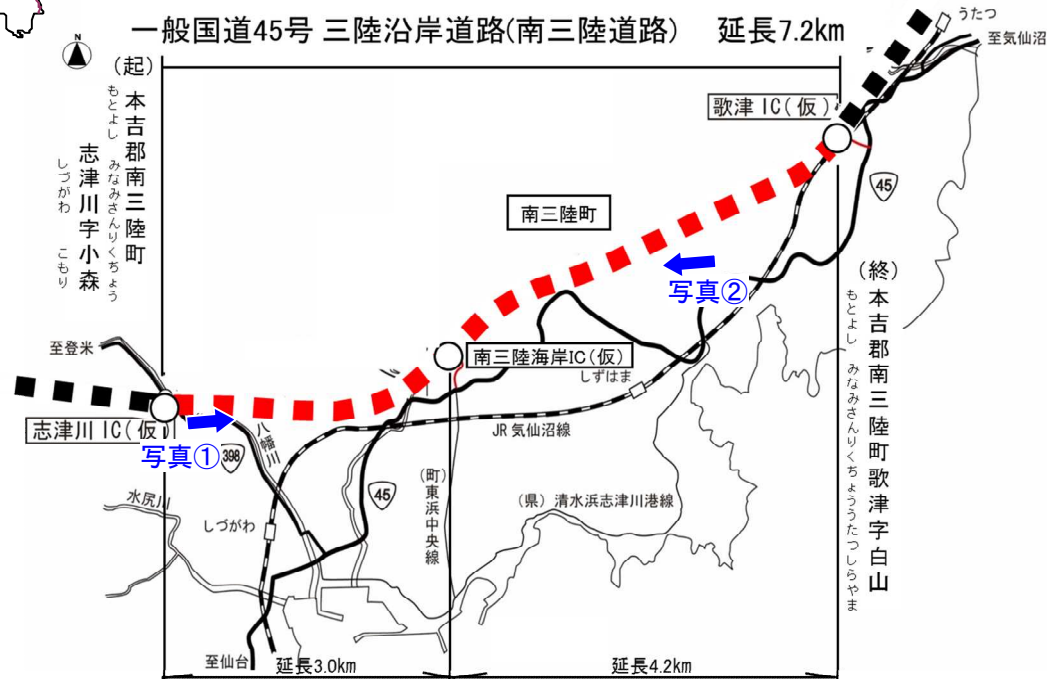 一般国道45号 三陸沿岸道路(南三陸道路) 延長7.2km
N
うたつ
至気仙沼
(起)
本吉郡南三陸町
もとよし みなみさんりくちょう
志津川字小森
しづがわ こもり
歌津 IC(仮)
45
南三陸町
写真②
(終)
本吉郡南三陸町歌津字白山
もとよし みなみさんりくちょううたつしらやま
至登米
南三陸海岸IC(仮)
しずはま
志津川 IC(仮)
写真①
398
八幡川
JR 気仙沼線
水尻川
しづがわ
45
(町)東浜中央線
(県)清水浜志津川港線
至仙台
延長3.0km
延長4.2km